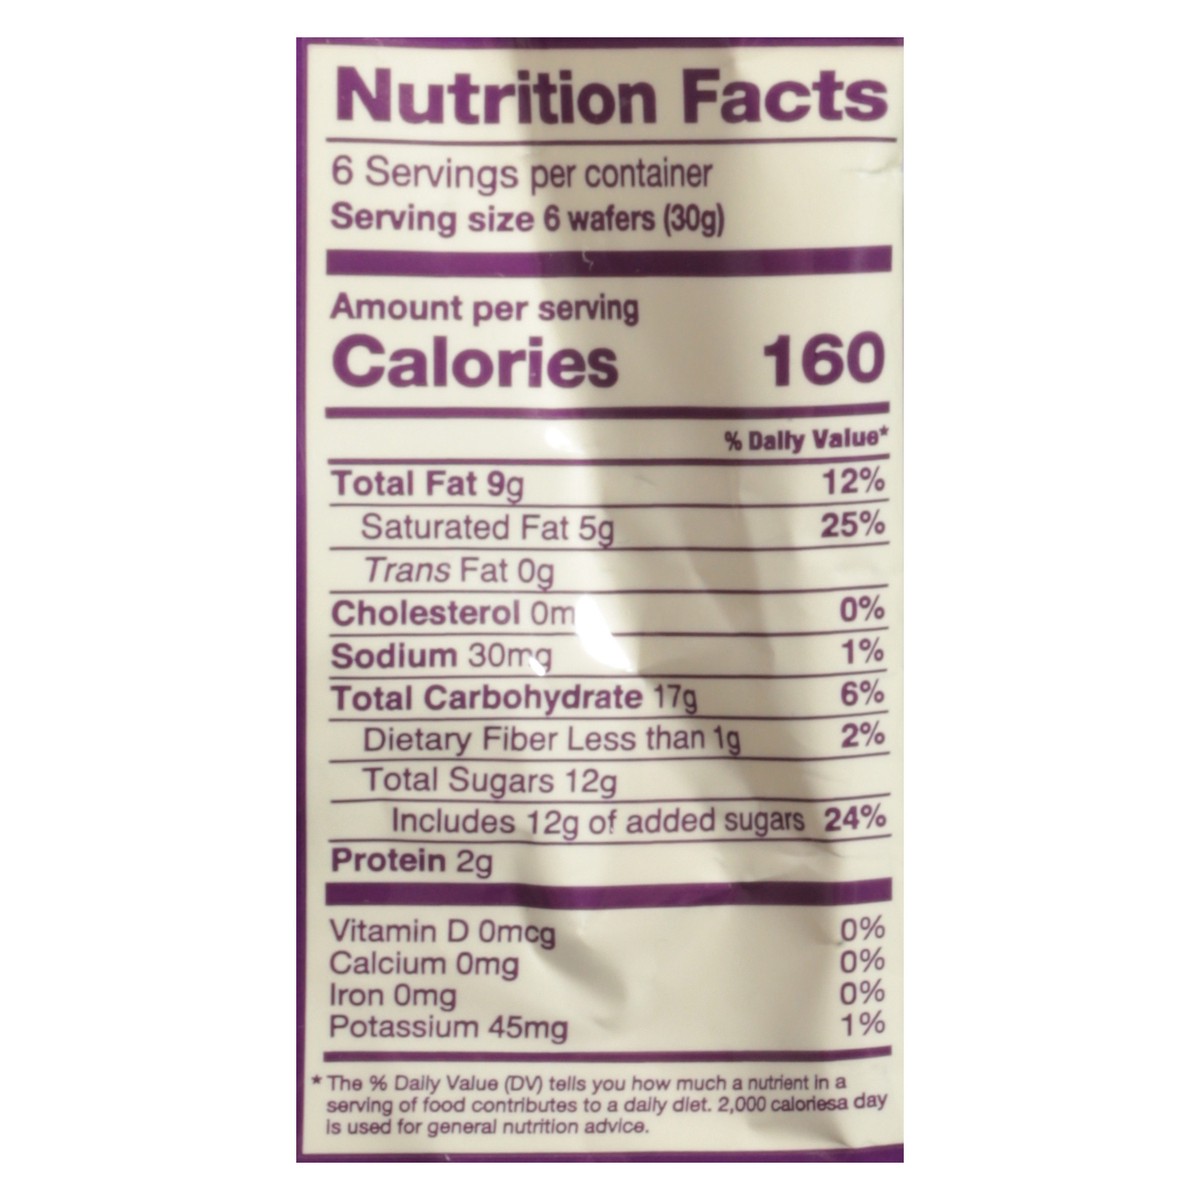 Nutrition Facts
6 Servings per container
Serving size 6 wafers (30g)
Amount per serving
Calories 160
% Daily Value*
Total Fat 9g 12%
Saturated Fat 5g 25%
Trans Fat 0g
Cholesterol 0m 0%
Sodium 30mg 1%
Total Carbohydrate 17g 6%
Dietary Fiber Less than 1g 2%
Total Sugars 12g
Includes 12g of added sugars 24%
Protein 2g
Vitamin D 0mcg 0%
Calcium 0mg 0%
Iron 0mg 0%
Potassium 45mg 1%
* The % Daily Value (DV) tells you how much a nutrient in a
serving of food contributes to a daily diet. 2,000 caloriesa day
is used for general nutrition advice.